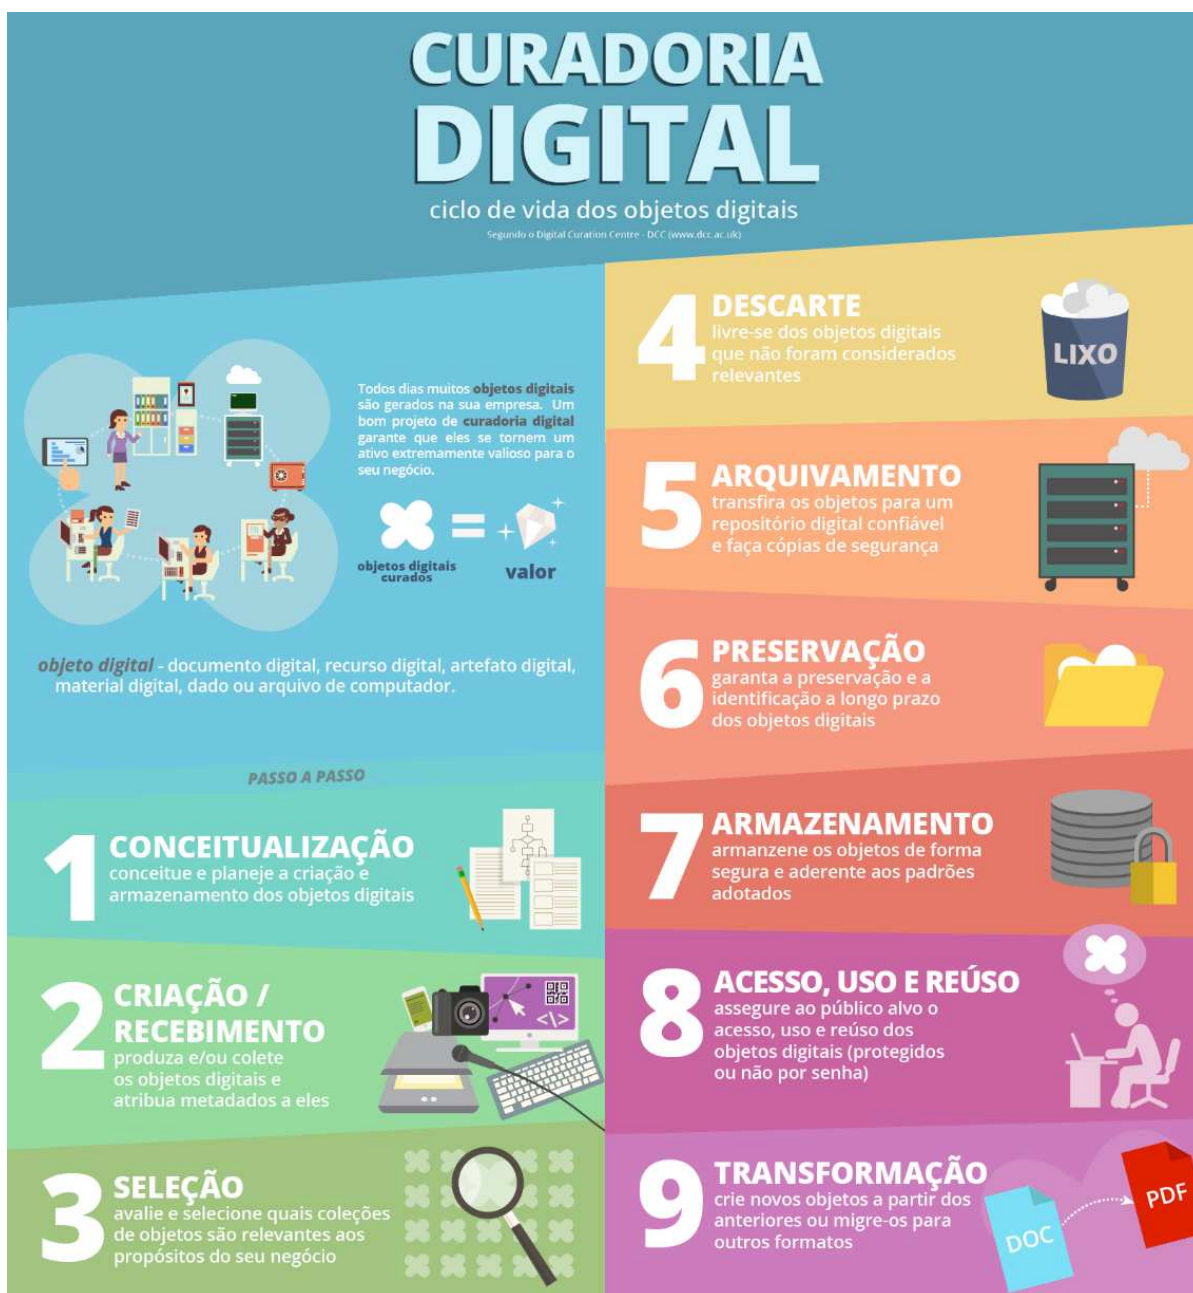 CURADORIA
DIGITAL
ciclo de vida dos objetos digitais
Segundo o Digital Curation Centre - DCC (www.dcc.ac.uk)
Todos dias muitos objetos digitais
são gerados na sua empresa. Um
bom projeto de curadoria digital
garante que eles se tornem um
ativo extremamente valioso para o
seu negócio.
=
objetos digitais
curados
valor
objeto digital - documento digital, recurso digital, artefato digital,
material digital, dado ou arquivo de computador.
PASSO A PASSO
1
CONCEITUALIZAÇÃO
conceitue e planeje a criação e
armazenamento dos objetos digitais
2
CRIAÇÃO /
RECEBIMENTO
produza e/ou colete
os objetos digitais e
atribua metadados a eles
</>
3
SELEÇÃO
avalie e selecione quais coleções
de objetos são relevantes aos
propósitos do seu negócio
4
DESCARTE
livre-se dos objetos digitais
que não foram considerados
relevantes
LIXO
5
ARQUIVAMENTO
transfira os objetos para um
repositório digital confiável
e faça cópias de segurança
6
PRESERVAÇÃO
garanta a preservação e a
identificação a longo prazo
dos objetos digitais
7
ARMAZENAMENTO
armanzene os objetos de forma
segura e aderente aos padrões
adotados
8
ACESSO, USO E REÚSO
assegure ao público alvo o
acesso, uso e reúso dos
objetos digitais (protegidos
ou não por senha)
9
TRANSFORMAÇÃO
crie novos objetos a partir dos
anteriores ou migre-os para
outros formatos
DOC
PDF